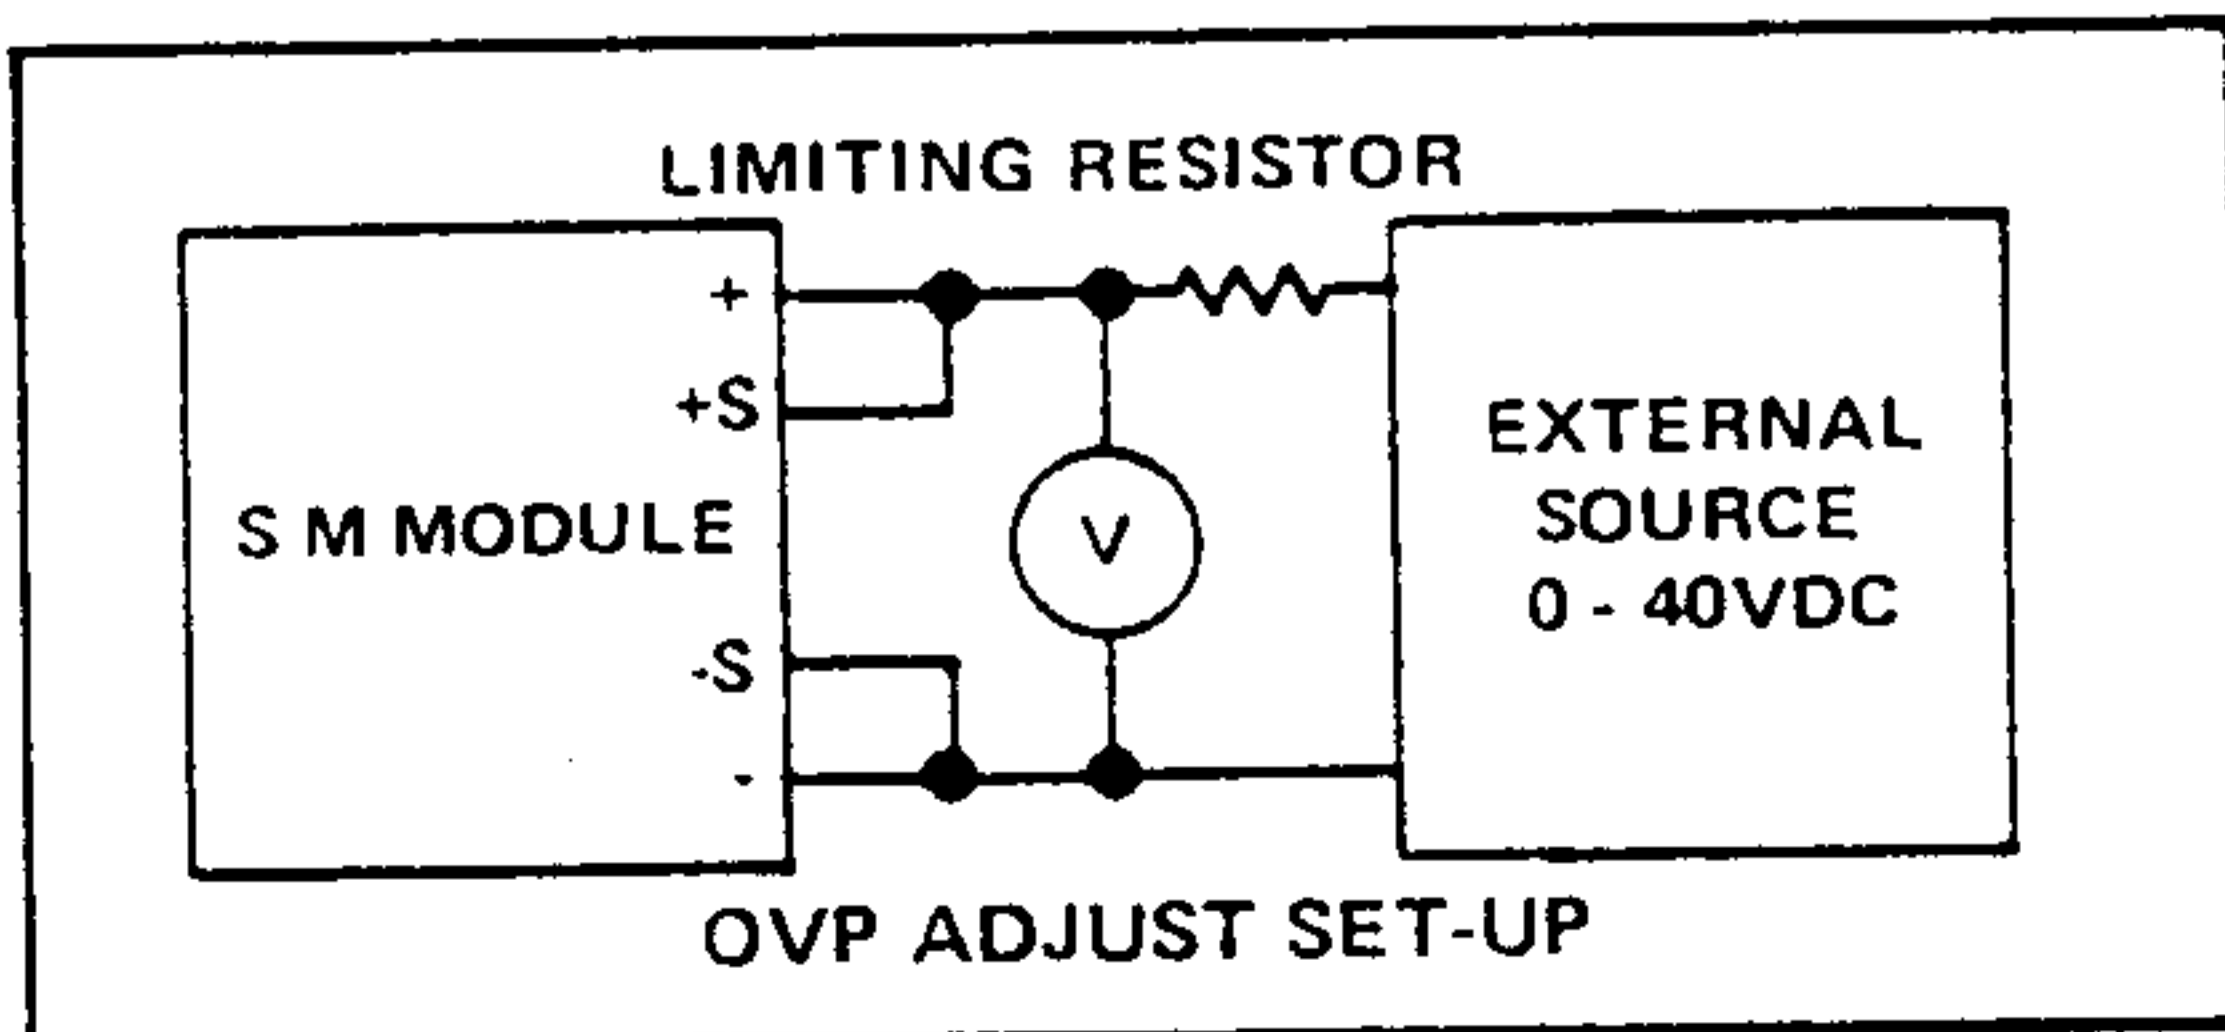 LIMITING RESISTOR
+
+S
S M MODULE
-S
-
V
EXTERNAL
SOURCE
0 - 40VDC
OVP ADJUST SET-UP